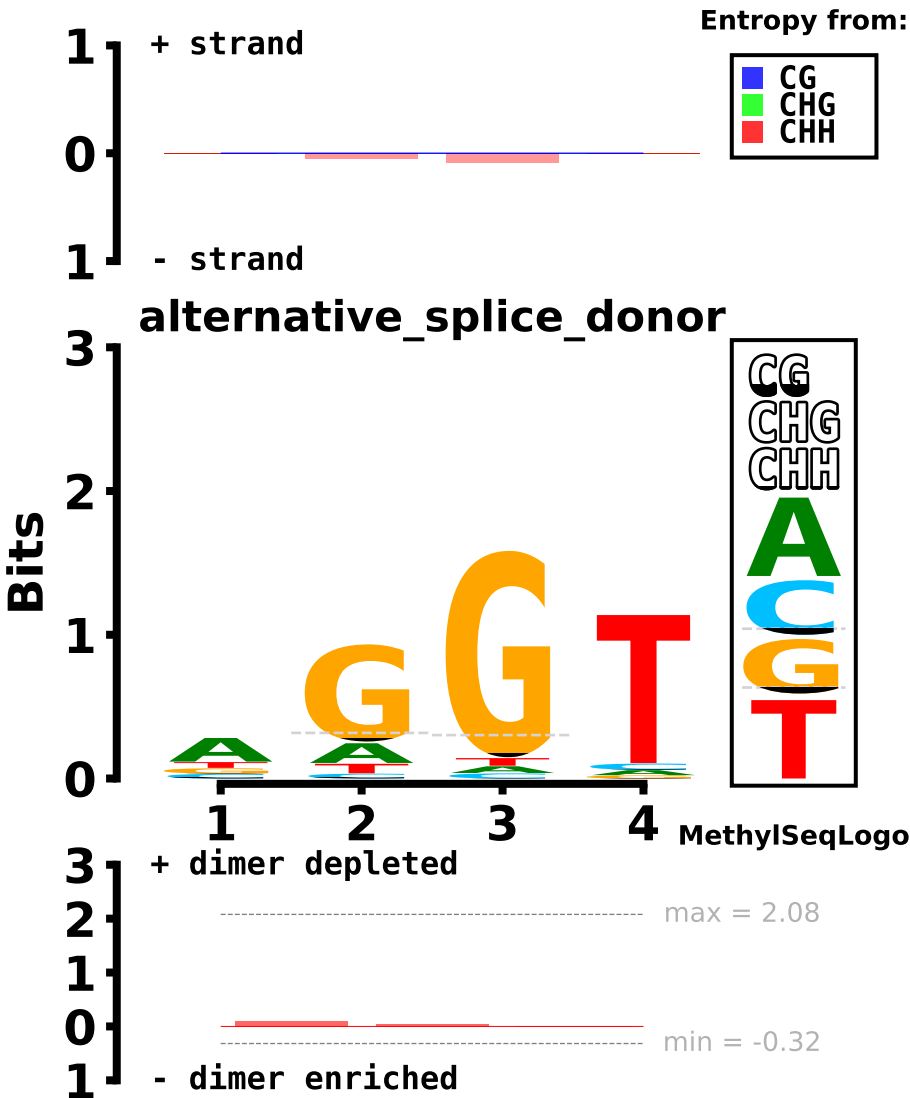 Entropy from:
CG
CHG
CHH
1
+ strand
0
1
- strand
alternative_splice_donor
3
2
1
0
Bits
A
T
G
C
G
A
T
C
G
T
A
C
T
C
A
G
1 2 3 4
CG
CHG
CHH
A
C
G
T
MethylSeqLogo
3
+ dimer depleted
2
max = 2.08
1
0
min = -0.32
1
- dimer enriched